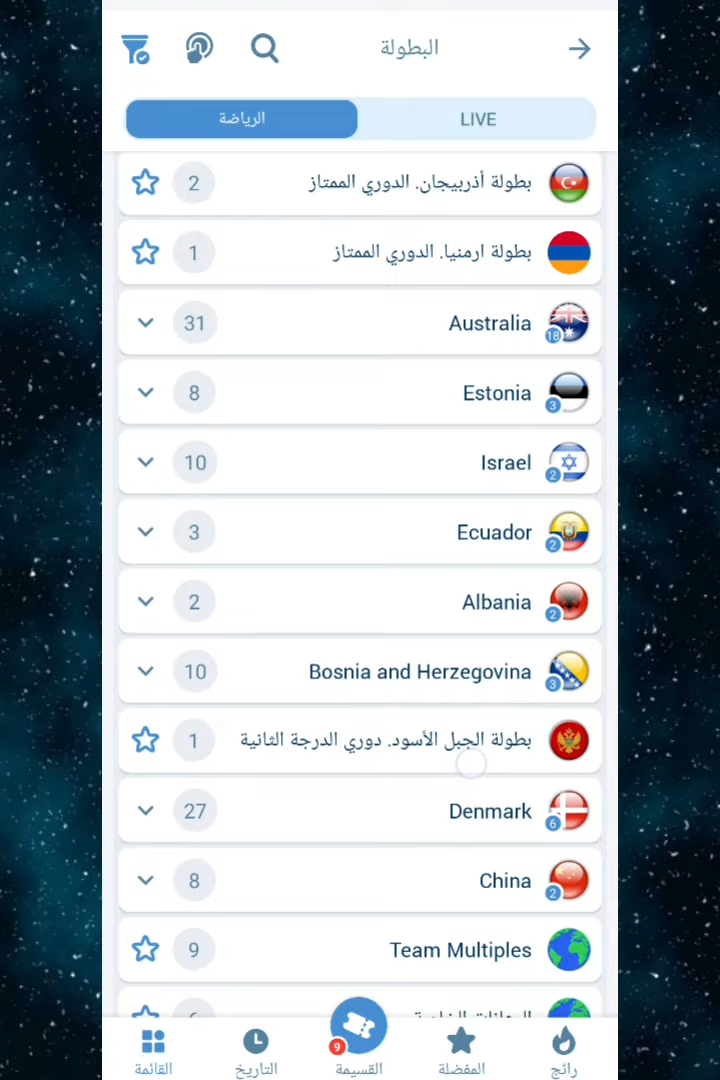 البطولة
الرياضة
LIVE
بطولة أذربيجان. الدوري الممتاز
2
بطولة ارمنيا. الدوري الممتاز
1
Australia
18
31
Estonia
3
8
Israel
2
10
Ecuador
2
3
Albania
2
2
Bosnia and Herzegovina
3
10
بطولة الجبل الأسود. دوري الدرجة الثانية
1
Denmark
6
27
China
2
8
Team Multiples
9
رائج
المفضلة
القسيمة
9
التاريخ
القائمة